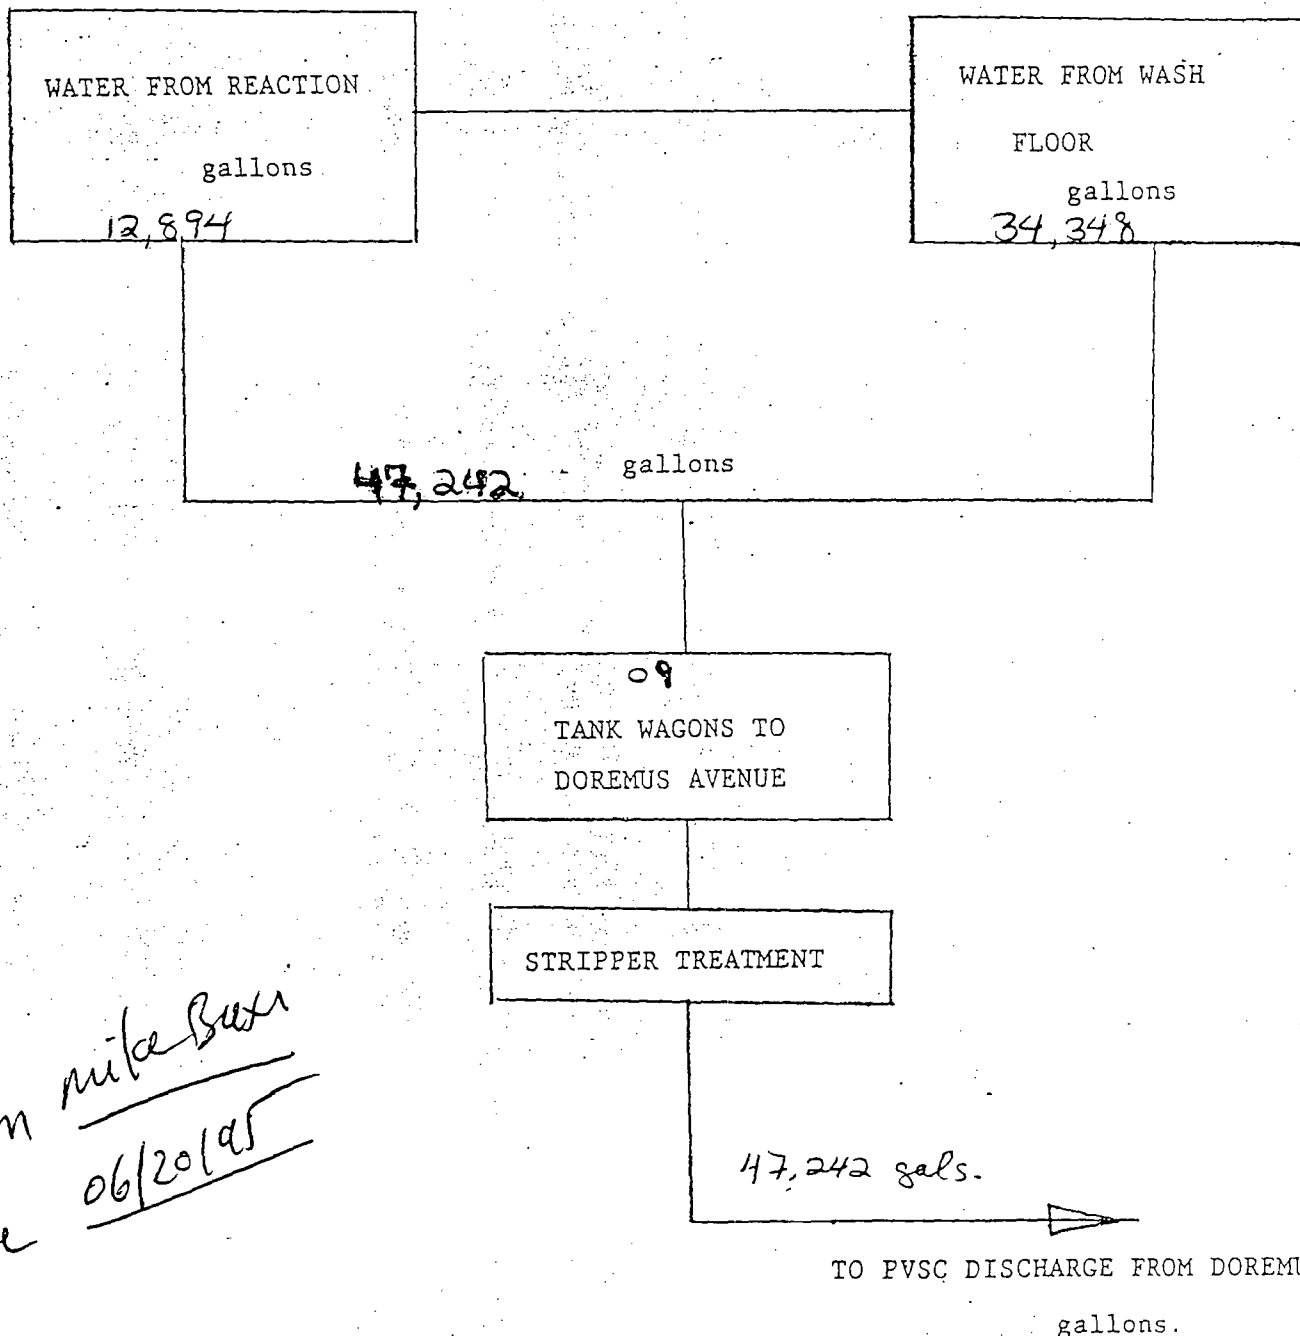 WATER FROM REACTION
gallons
12,894
WATER FROM WASH
FLOOR
gallons
34,348
47,242
gallons
09
TANK WAGONS TO
DOREMUS AVENUE
STRIPPER TREATMENT
06/20/95
47,242 gals.
TO PVSC DISCHARGE FROM DOREMU
gallons.